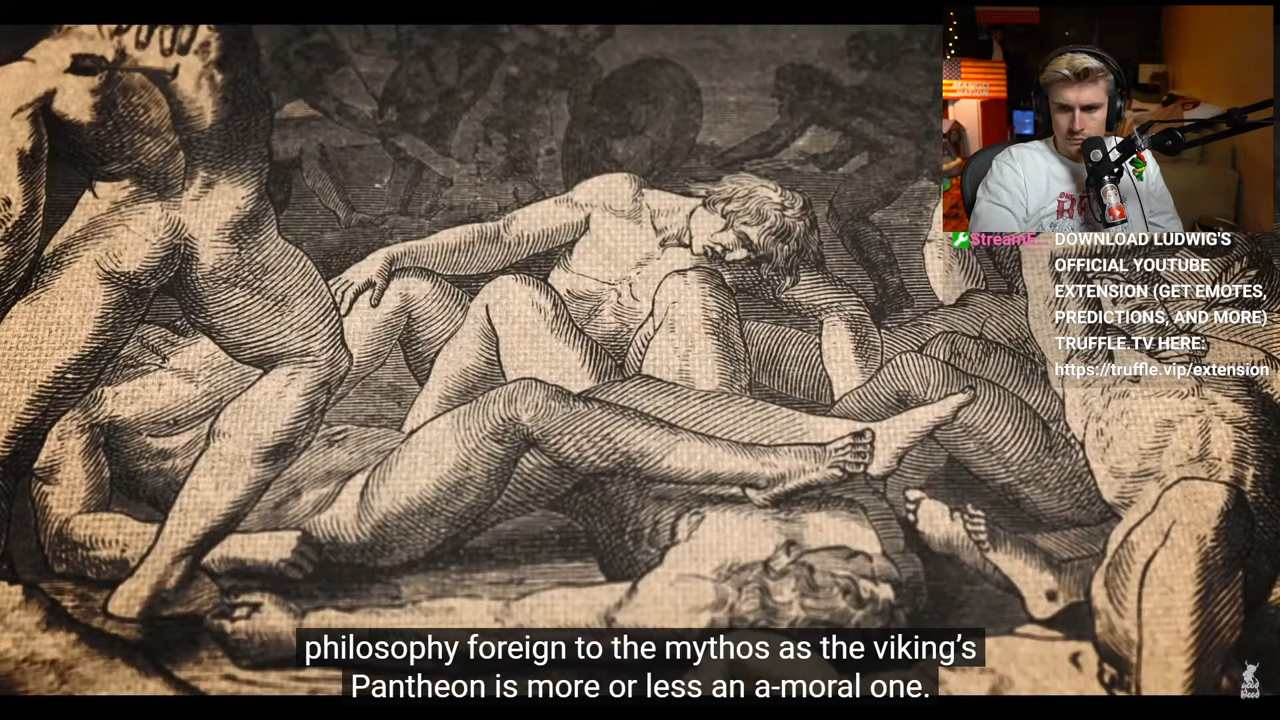 StreamE...
DOWNLOAD LUDWIG'S
OFFICIAL YOUTUBE
EXTENSION (GET EMOTES,
PREDICTIONS, AND MORE)
TRUFFLE.TV HERE:
https://truffle.vip/extension
philosophy foreign to the mythos as the viking’s
Pantheon is more or less an a-moral one.